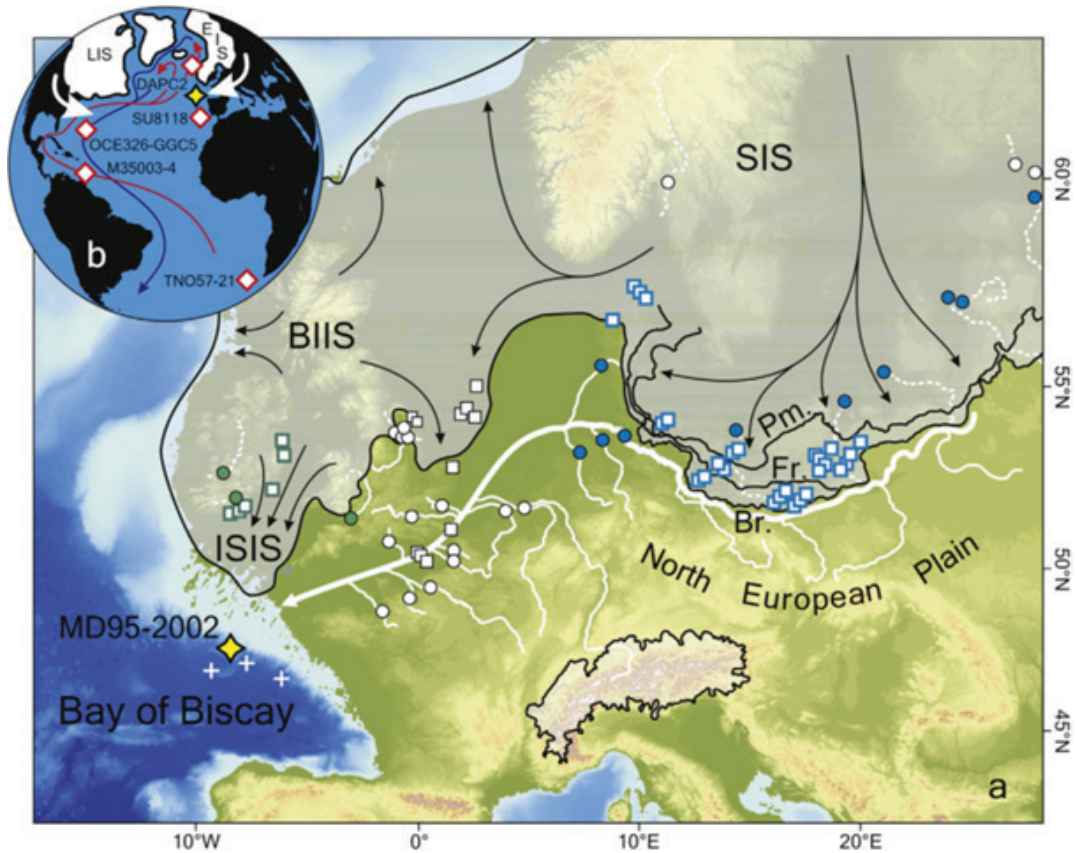 LIS
E
I
S
DAPC2
SU8118
OCE326-GGC5
M35003-4
TNO57-21
b
SIS
BIIS
ISIS
Pm.
Fr.
Br.
North European Plain
MD95-2002
Bay of Biscay
a
60°N
55°N
50°N
45°N
10°W
0°
10°E
20°E